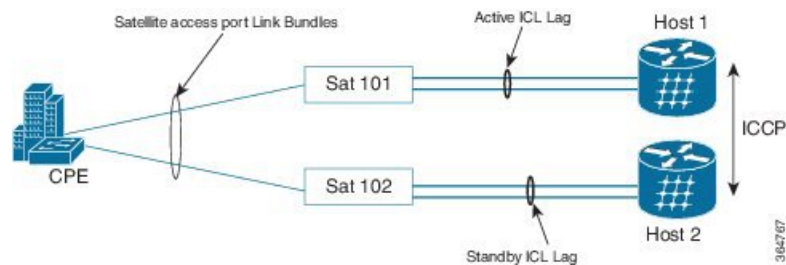 Satellite access port Link Bundles
Active ICL Lag
Host 1
Sat 101
ICCP
CPE
Sat 102
Host 2
Standby ICL Lag
364767